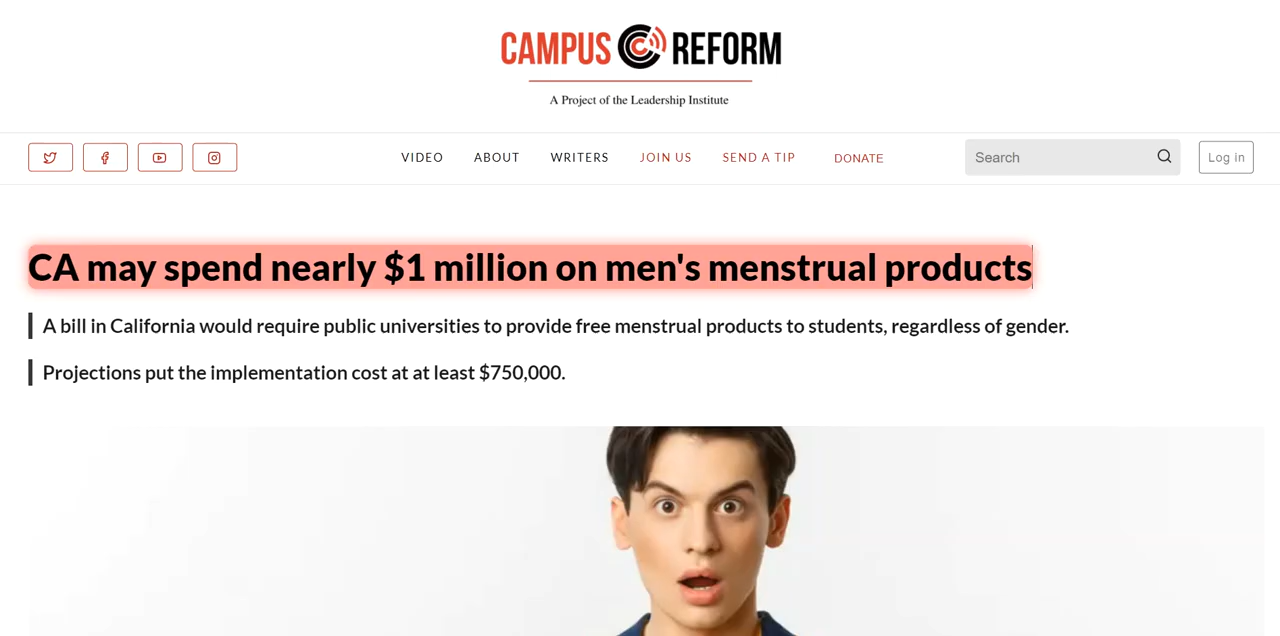 CAMPUS REFORM
A Project of the Leadership Institute
VIDEO ABOUT WRITERS JOIN US SEND A TIP DONATE Search Log in
CA may spend nearly $1 million on men's menstrual products
A bill in California would require public universities to provide free menstrual products to students, regardless of gender.
Projections put the implementation cost at at least $750,000.